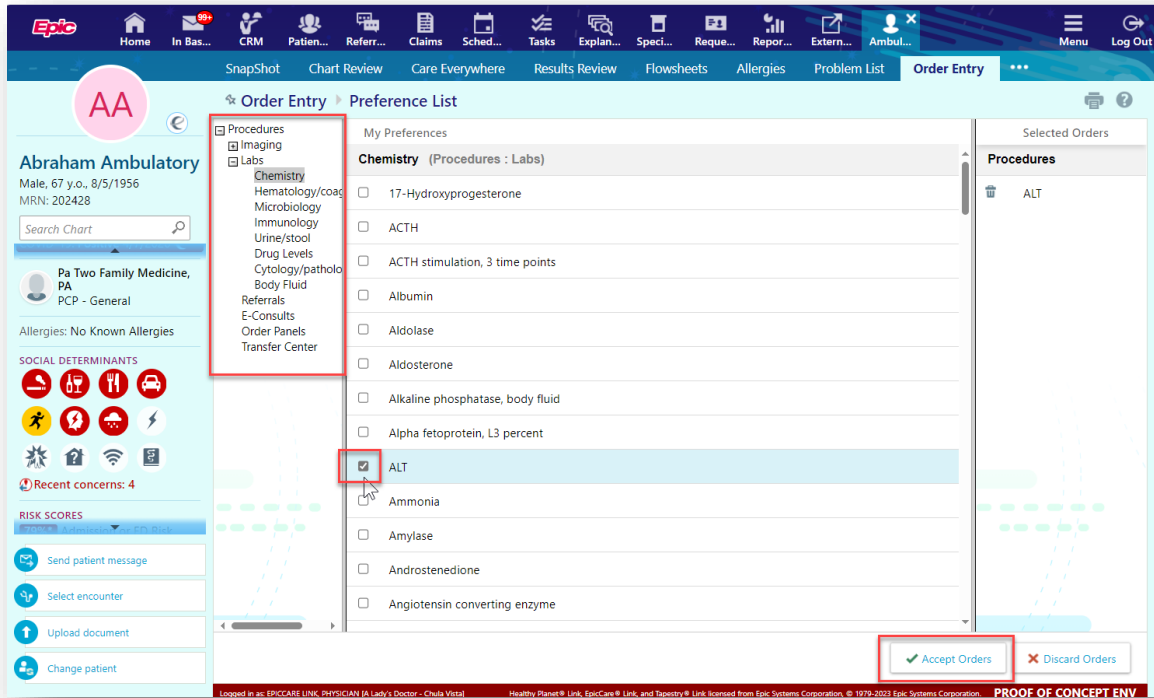 Epic
Home
99+
In Bas...
CRM
Patien...
Referr...
Claims
Sched...
Tasks
Explan...
Speci...
Reque...
Repor...
Extern...
Ambul...
Menu
Log Out
SnapShot
Chart Review
Care Everywhere
Results Review
Flowsheets
Allergies
Problem List
Order Entry
AA
Abraham Ambulatory
Male, 67 y.o., 8/5/1956
MRN: 202428
Search Chart
Pa Two Family Medicine,
PA
PCP - General
Allergies: No Known Allergies
SOCIAL DETERMINANTS
Recent concerns: 4
RISK SCORES
Admission or ED Risk
Send patient message
Select encounter
Upload document
Change patient
Order Entry
Preference List
Procedures
Imaging
Labs
Chemistry
Hematology/coag
Microbiology
Immunology
Urine/stool
Drug Levels
Cytology/patholo
Body Fluid
Referrals
E-Consults
Order Panels
Transfer Center
My Preferences
Chemistry (Procedures : Labs)
17-Hydroxyprogesterone
ACTH
ACTH stimulation, 3 time points
Albumin
Aldolase
Aldosterone
Alkaline phosphatase, body fluid
Alpha fetoprotein, L3 percent
ALT
Ammonia
Amylase
Androstenedione
Angiotensin converting enzyme
Selected Orders
Procedures
ALT
Accept Orders
Discard Orders
Logged in as: EPICCARE LINK, PHYSICIAN [A Lady's Doctor - Chula Vista]
Healthy Planet® Link, EpicCare® Link, and Tapestry® Link licensed from Epic Systems Corporation, © 1979-2023 Epic Systems Corporation.
PROOF OF CONCEPT ENV